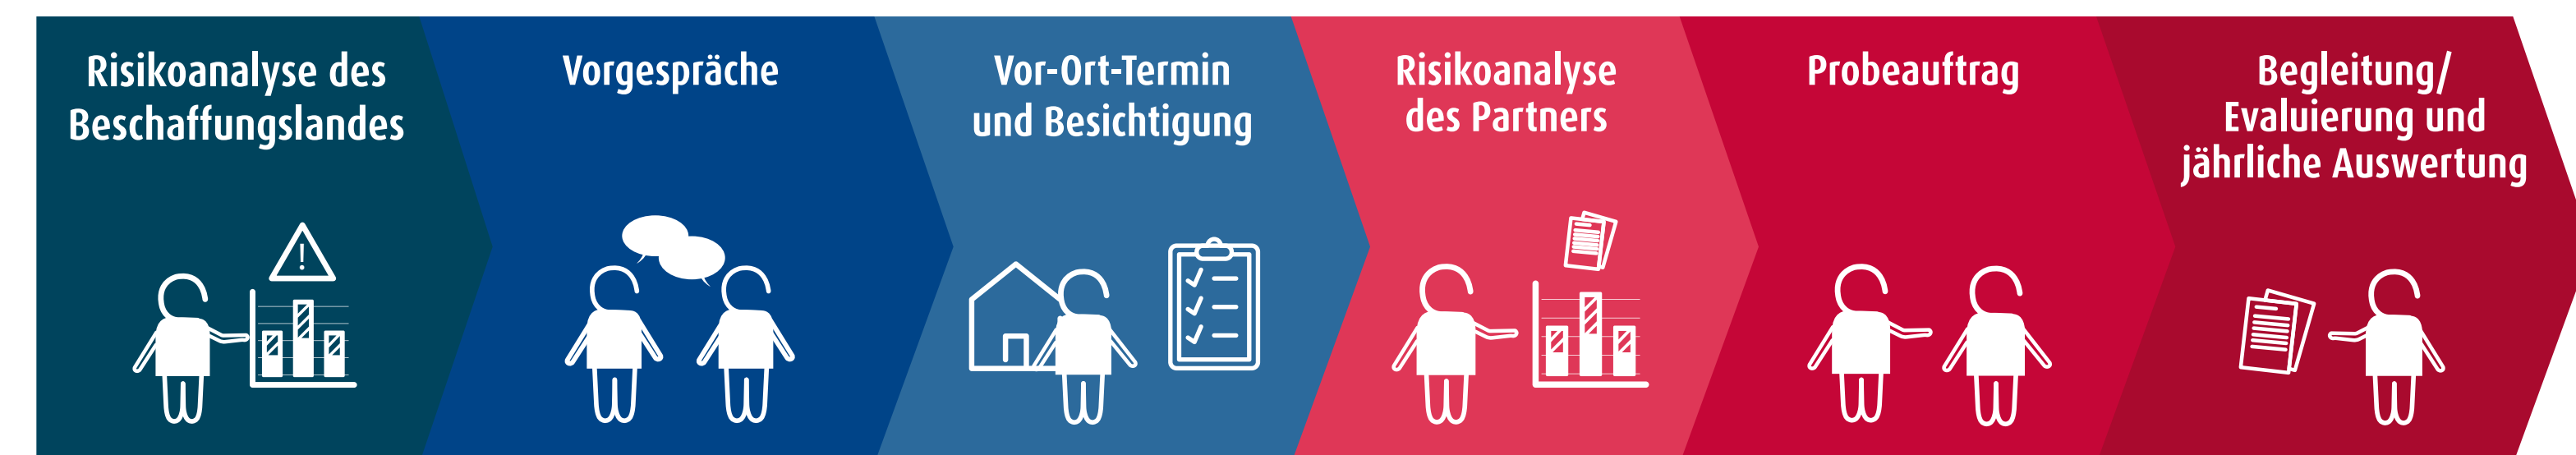 Risikoanalyse des
Beschaffungslandes
Vorgespräche
Vor-Ort-Termin
und Besichtigung
Risikoanalyse
des Partners
Probeauftrag
Begleitung/
Evaluierung und
jährliche Auswertung